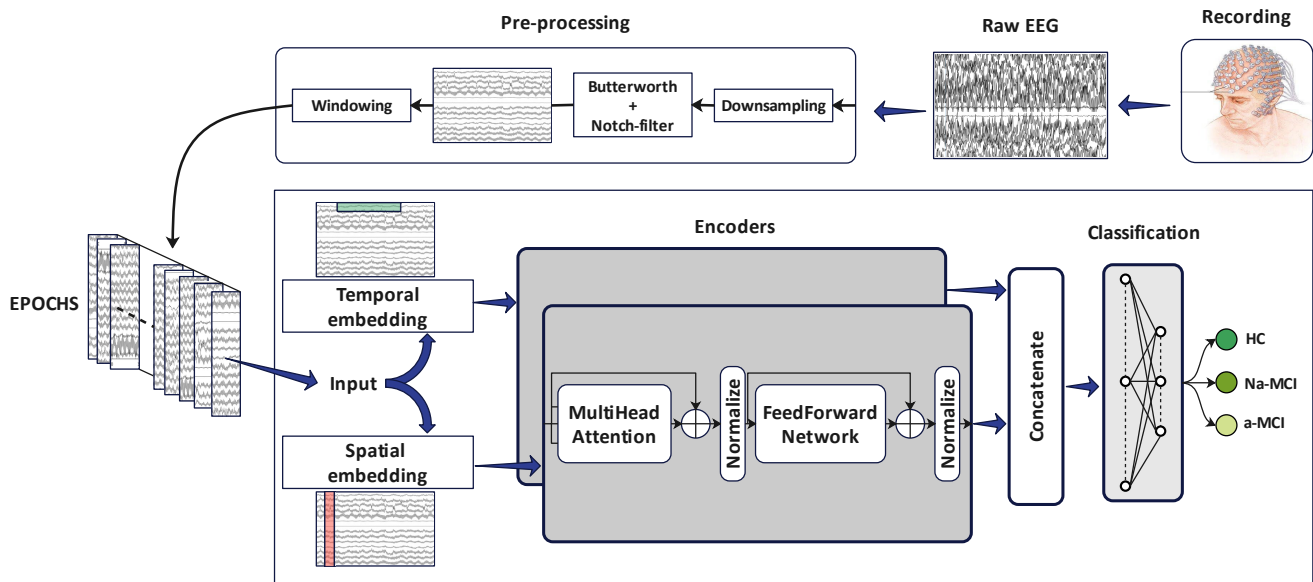 Pre-processing
Raw EEG
Recording
Windowing
Butterworth
+
Notch-filter
Downsampling
EPOCHS
Encoders
Classification
Temporal
embedding
Input
Spatial
embedding
MultiHead
Attention
Normalize
FeedForward
Network
Normalize
Concatenate
HC
Na-MCI
a-MCI